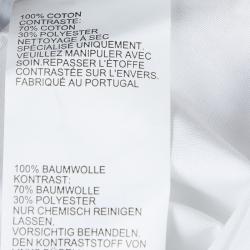 100% COTON
CONTRASTE:
70% COTON
30% POLYESTER
NETTOYAGE A SEC
SPÉCIALISÉ UNIQUEMENT.
VEUILLEZ MANIPULER AVEC
SOIN.REPASSER L'ÉTOFFE
CONTRASTÉE SUR L'ENVERS.
FABRIQUÉ AU PORTUGAL
100% BAUMWOLLE
KONTRAST:
70% BAUMWOLLE
30% POLYESTER
NUR CHEMISCH REINIGEN
LASSEN.
VORSICHTIG BEHANDELN.
DEN KONTRASTSTOFF VON